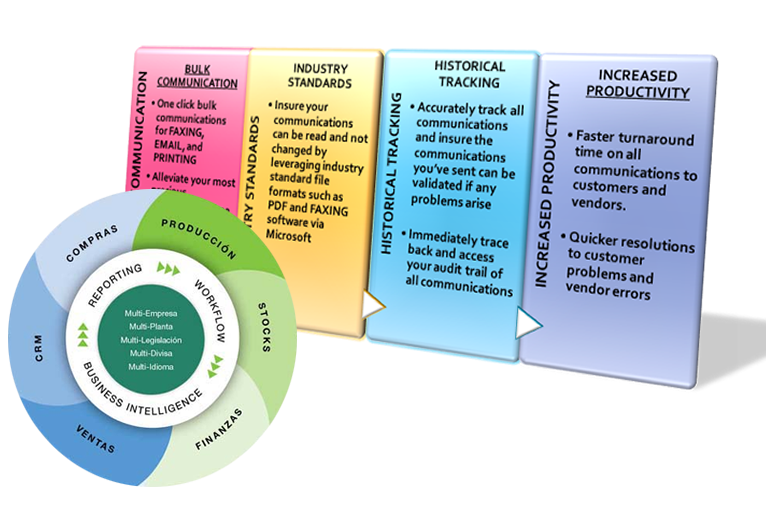 BULK
COMMUNICATION
• One click bulk
communications
for FAXING,
EMAIL, and
PRINTING
• Alleviate your most
INDUSTRY
STANDARDS
• Insure your
communications
can be read and not
changed by
leveraging industry
standard file
formats such as
PDF and FAXING
software via
Microsoft
HISTORICAL TRACKING
HISTORICAL
TRACKING
• Accurately track all
communications
and insure the
communications
you've sent can be
validated if any
problems arise
• Immediately trace
back and access
your audit trail of
all communications
INCREASED PRODUCTIVITY
INCREASED
PRODUCTIVITY
• Faster turnaround
time on all
communications to
customers and
vendors.
• Quicker resolutions
to customer
problems and
vendor errors
COMPRAS
PRODUCCIÓN
STOCKS
FINANZAS
VENTAS
CRM
REPORTING
WORKFLOW
BUSINESS INTELLIGENCE
Multi-Empresa
Multi-Planta
Multi-Legislación
Multi-Divisa
Multi-Idioma